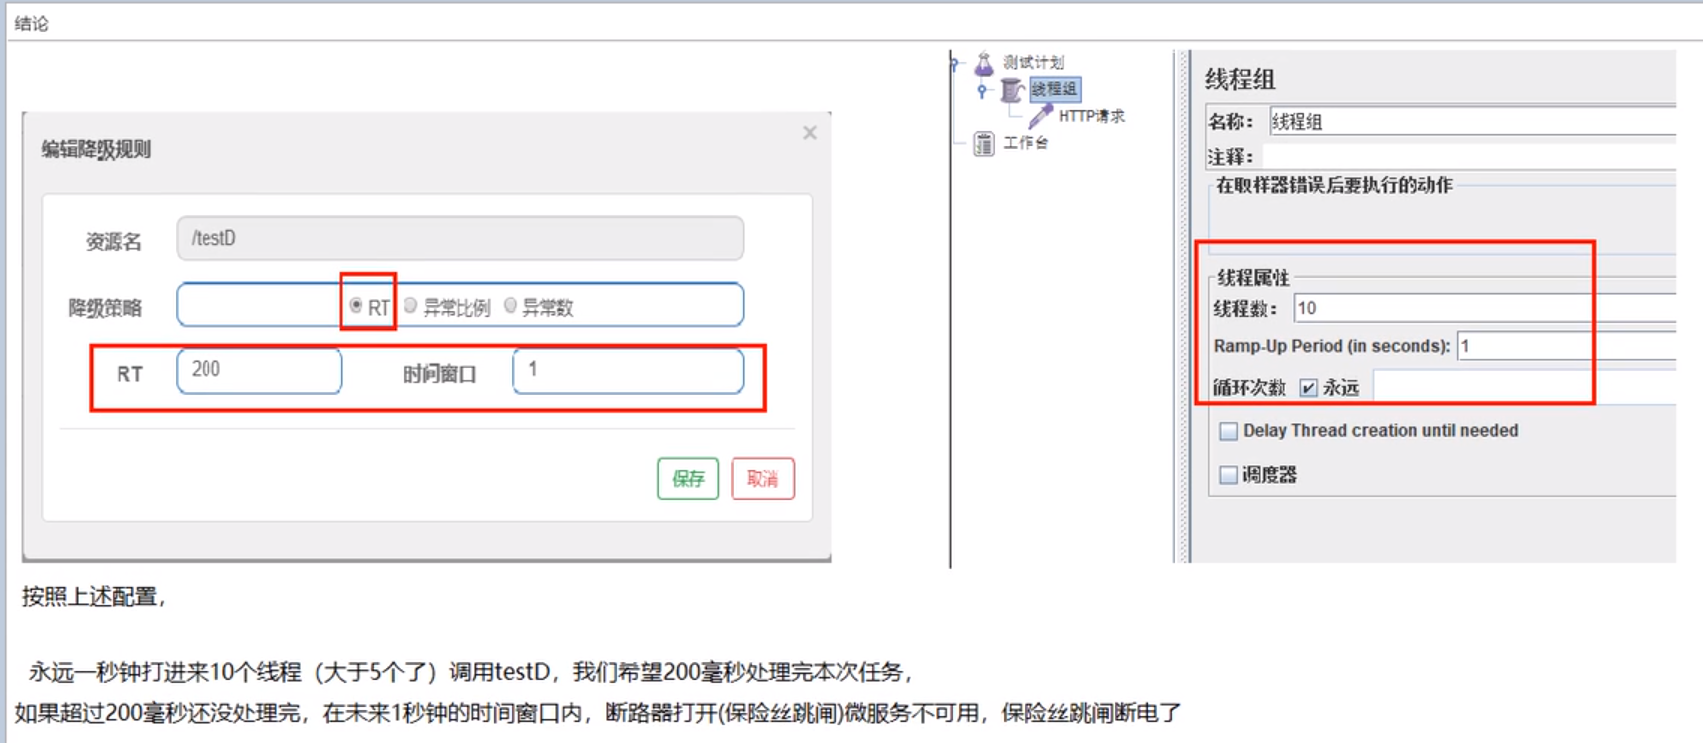 结论
编辑降级规则
×
资源名 /testD
降级策略 RT 异常比例 异常数
RT 200 时间窗口 1
保存 取消
测试计划
线程组
HTTP请求
工作台
线程组
名称： 线程组
注释：
在取样器错误后要执行的动作
线程属性
线程数： 10
Ramp-Up Period (in seconds): 1
循环次数 永远
Delay Thread creation until needed
调度器
按照上述配置，
永远一秒钟打进来10个线程（大于5个了）调用testD，我们希望200毫秒处理完本次任务，
如果超过200毫秒还没处理完，在未来1秒钟的时间窗口内，断路器打开(保险丝跳闸)微服务不可用，保险丝跳闸断电了